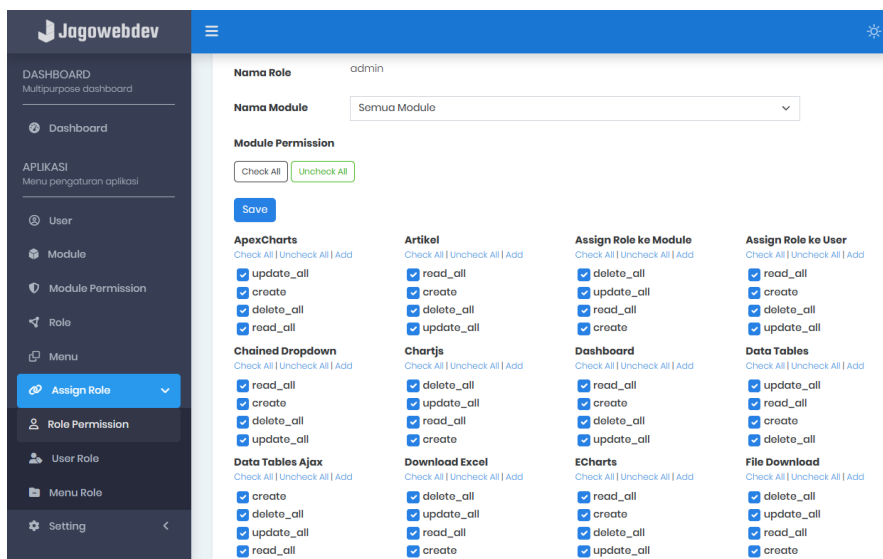 Jagowebdev
DASHBOARD
Multipurpose dashboard
Dashboard
APLIKASI
Menu pengaturan aplikasi
User
Module
Module Permission
Role
Menu
Assign Role
Role Permission
User Role
Menu Role
Setting
Nama Role admin
Nama Module Semua Module
Module Permission
Check All Uncheck All
Save
ApexCharts
Check All | Uncheck All | Add
update_all
create
delete_all
read_all
Artikel
Check All | Uncheck All | Add
read_all
create
delete_all
update_all
Assign Role ke Module
Check All | Uncheck All | Add
delete_all
update_all
read_all
create
Assign Role ke User
Check All | Uncheck All | Add
read_all
create
delete_all
update_all
Chained Dropdown
Check All | Uncheck All | Add
read_all
create
delete_all
update_all
Chartjs
Check All | Uncheck All | Add
delete_all
update_all
read_all
create
Dashboard
Check All | Uncheck All | Add
read_all
create
delete_all
update_all
Data Tables
Check All | Uncheck All | Add
update_all
read_all
create
delete_all
Data Tables Ajax
Check All | Uncheck All | Add
create
delete_all
update_all
read_all
Download Excel
Check All | Uncheck All | Add
delete_all
update_all
read_all
create
ECharts
Check All | Uncheck All | Add
read_all
create
delete_all
update_all
File Download
Check All | Uncheck All | Add
delete_all
update_all
read_all
create